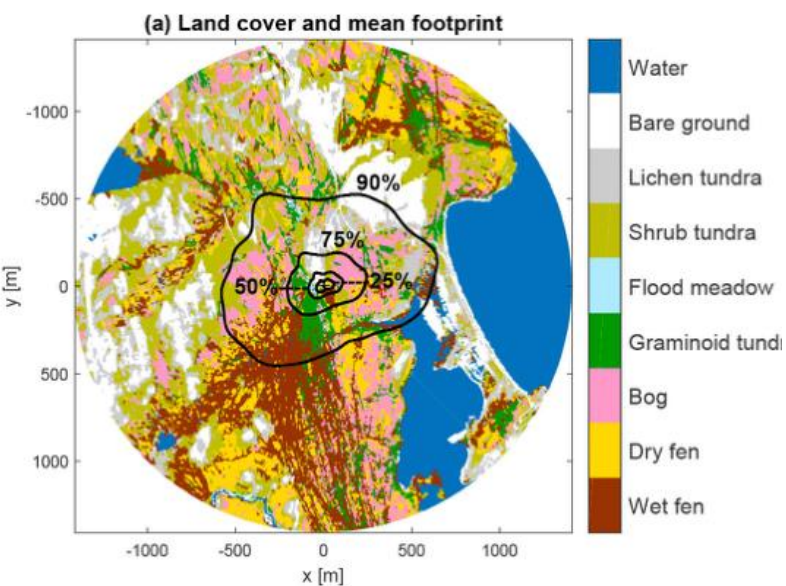 (a) Land cover and mean footprint
-1000
-500
0
500
1000
y [m]
-1000
-500
0
500
1000
x [m]
90%
75%
50%
25%
Water
Bare ground
Lichen tundra
Shrub tundra
Flood meadow
Graminoid tund
Bog
Dry fen
Wet fen